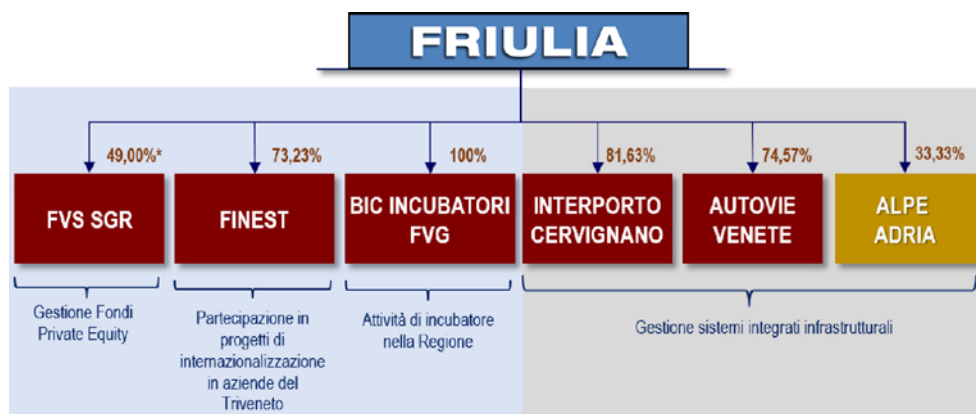 FRIULIA
49,00%*
73,23%
100%
81,63%
74,57%
33,33%
FVS SGR
FINEST
BIC INCUBATORI
FVG
INTERPORTO
CERVIGNANO
AUTOVIE
VENETE
ALPE
ADRIA
Gestione Fondi
Private Equity
Partecipazione in
progetti di
internazionalizzazione
in aziende del
Triveneto
Attività di incubatore
nella Regione
Gestione sistemi integrati infrastrutturali